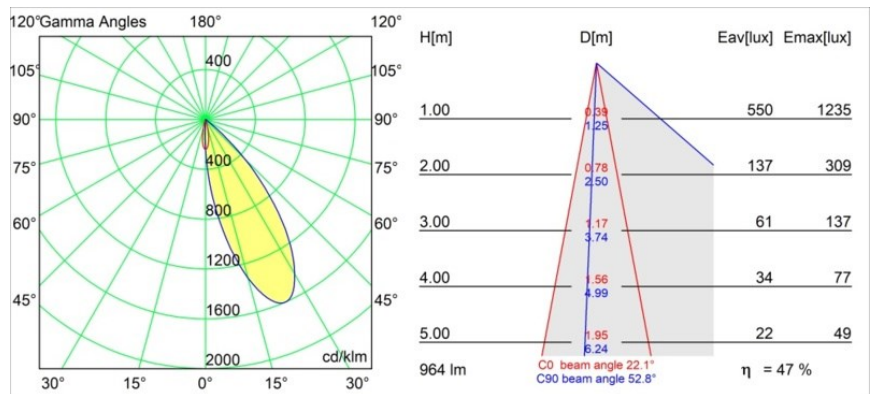 120° Gamma Angles 180° 120°
400
105° 105°
90° 90°
400
75° 75°
800
60° 60°
1200
45° 45°
1600
2000 cd/klm
30° 15° 0° 15° 30°
H[m] D[m] Eav[lux] Emax[lux]
1.00 0.39 550 1235
1.25
2.00 0.78 137 309
2.50
3.00 1.17 61 137
3.74
4.00 1.56 34 77
4.99
5.00 1.95 22 49
6.24
964 lm C0 beam angle 22.1° η = 47 %
C90 beam angle 52.8°